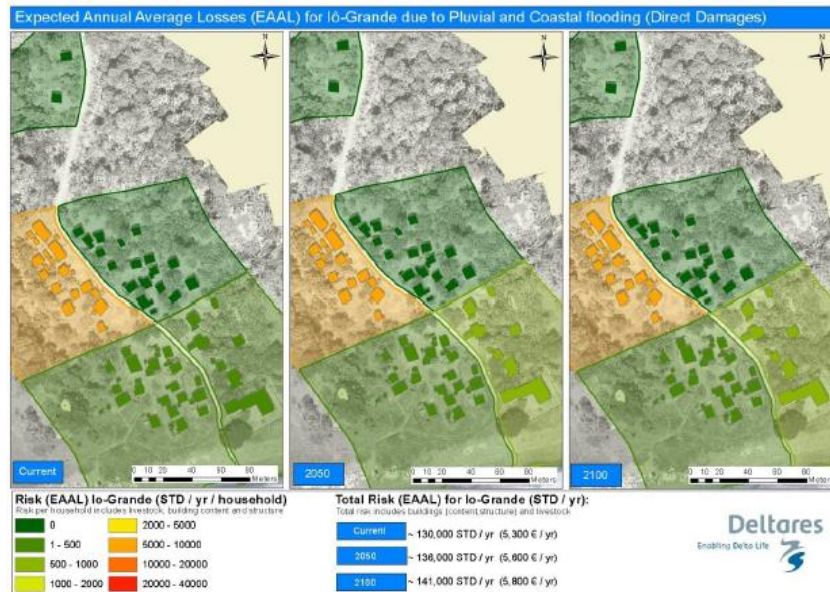 Expected Annual Average Losses (EAAL) for Iô-Grande due to Pluvial and Coastal flooding (Direct Damages)
N
N
N
Current
0 10 20 40 60 80
Meters
2050
0 10 20 40 60 80
Meters
2100
0 10 20 40 60 80
Meters
Risk (EAAL) Io-Grande (STD / yr / household)
Risk per household includes livestock, building content and structure
0
1 - 500
500 - 1000
1000 - 2000
2000 - 5000
5000 - 10000
10000 - 20000
20000 - 40000
Total Risk (EAAL) for Io-Grande (STD / yr):
Total risk includes buildings (content,structure) and livestock
Current ~ 130,000 STD / yr (5,300 € / yr)
2050 ~ 136,000 STD / yr (5,600 € / yr)
2100 ~ 141,000 STD / yr (5,800 € / yr)
Deltares
Enabling Delta Life